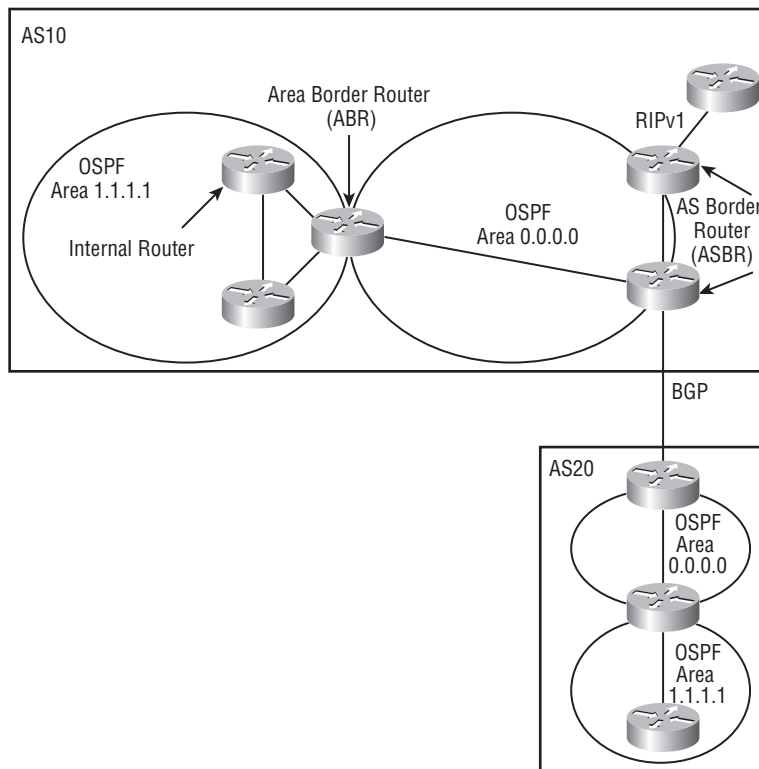 AS10
Area Border Router
(ABR)
RIPv1
OSPF
Area 1.1.1.1
Internal Router
OSPF
Area 0.0.0.0
AS Border
Router
(ASBR)
BGP
AS20
OSPF
Area
0.0.0.0
OSPF
Area
1.1.1.1